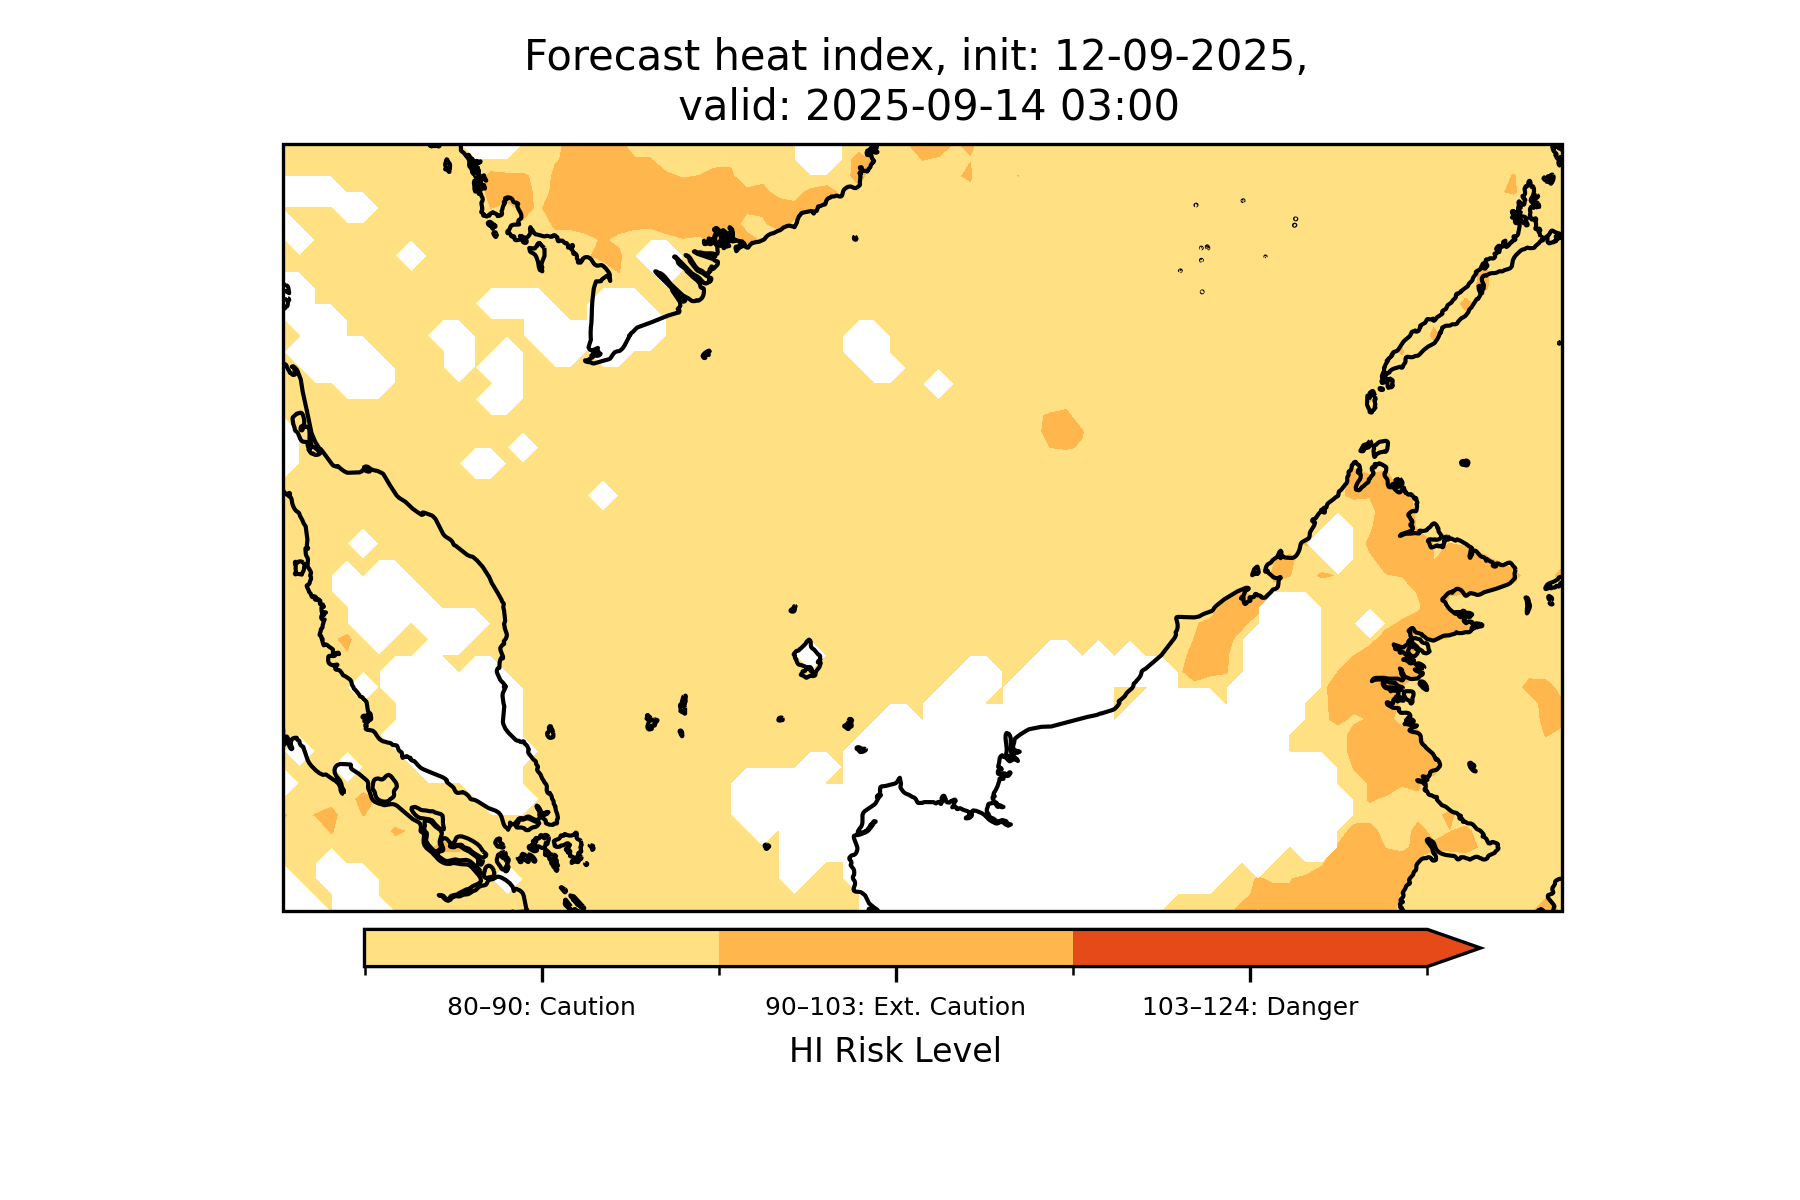 Forecast heat index, init: 12-09-2025,
valid: 2025-09-14 03:00
80–90: Caution
90–103: Ext. Caution
103–124: Danger
HI Risk Level